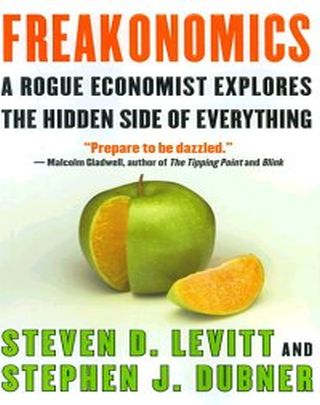 FREAKONOMICS
A ROGUE ECONOMIST EXPLORES
THE HIDDEN SIDE OF EVERYTHING
“Prepare to be dazzled.”
— Malcolm Gladwell, author of The Tipping Point and Blink
STEVEN D. LEVITT AND
STEPHEN J. DUBNER